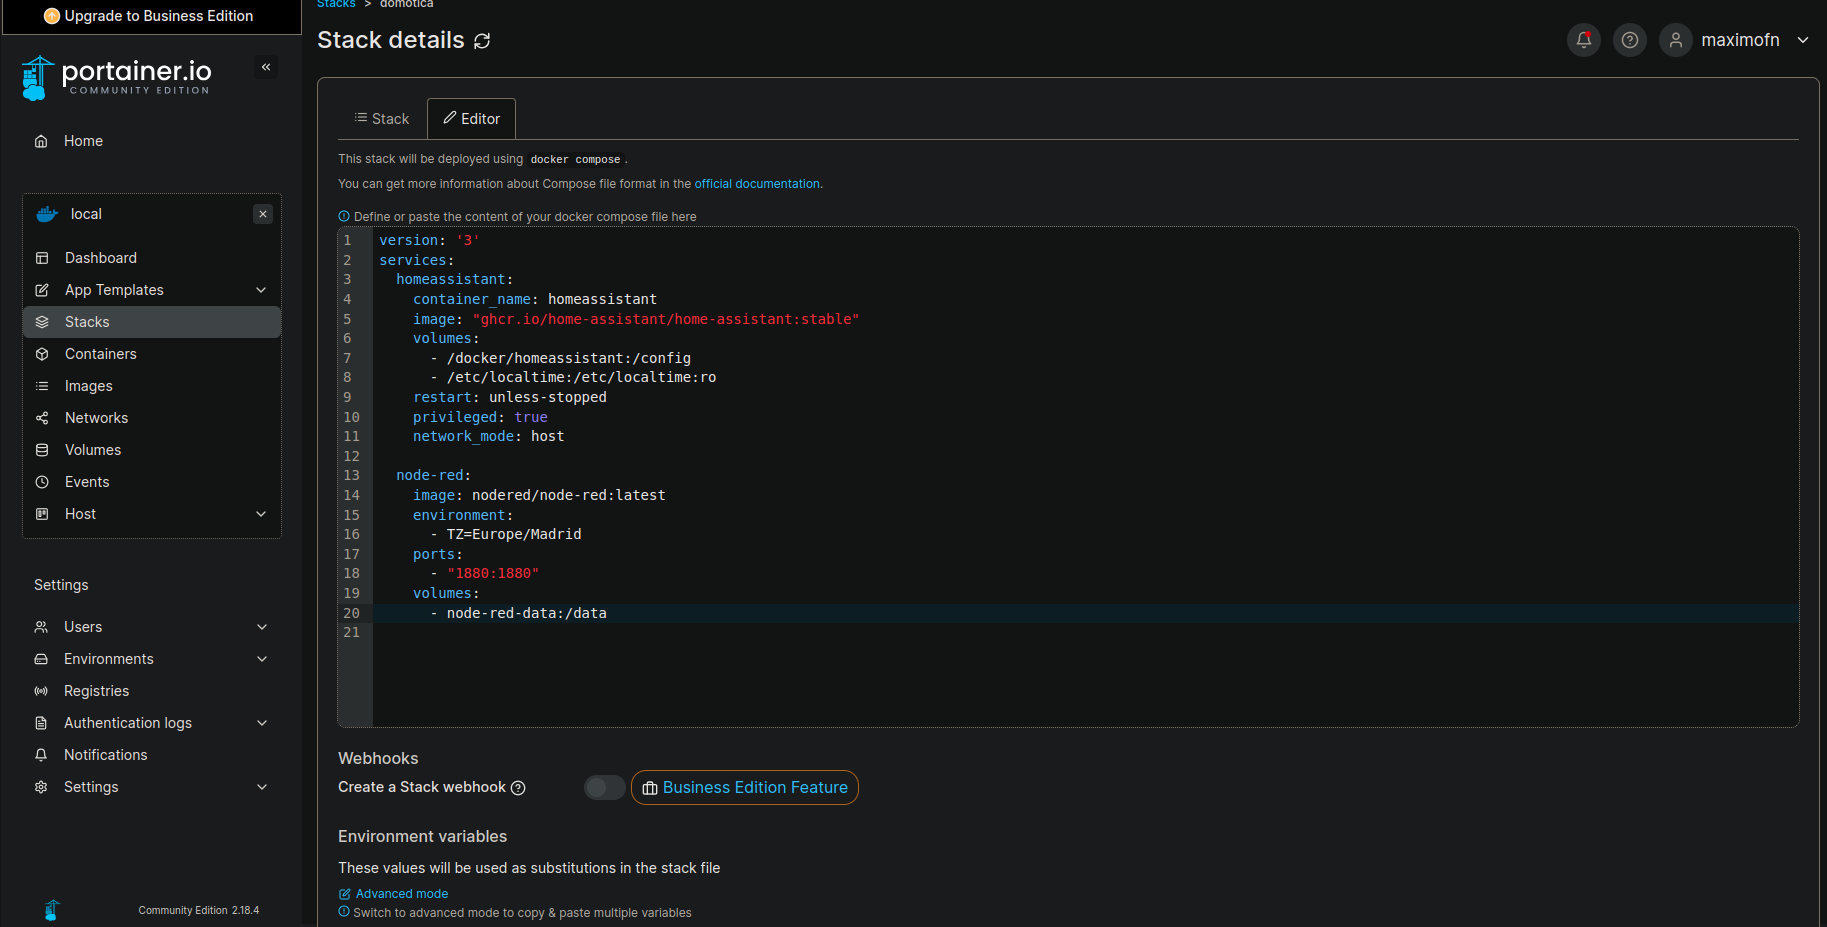 Upgrade to Business Edition
portainer.io
COMMUNITY EDITION
Home
local
Dashboard
App Templates
Stacks
Containers
Images
Networks
Volumes
Events
Host
Settings
Users
Environments
Registries
Authentication logs
Notifications
Settings
Community Edition 2.18.4
Stacks > domotica
Stack details
maximofn
Stack
Editor
This stack will be deployed using docker compose .
You can get more information about Compose file format in the official documentation.
Define or paste the content of your docker compose file here
1 version: '3'
2 services:
3   homeassistant:
4     container_name: homeassistant
5     image: "ghcr.io/home-assistant/home-assistant:stable"
6     volumes:
7       - /docker/homeassistant:/config
8       - /etc/localtime:/etc/localtime:ro
9     restart: unless-stopped
10     privileged: true
11     network_mode: host
12
13   node-red:
14     image: nodered/node-red:latest
15     environment:
16       - TZ=Europe/Madrid
17     ports:
18       - "1880:1880"
19     volumes:
20       - node-red-data:/data
21
Webhooks
Create a Stack webhook
Business Edition Feature
Environment variables
These values will be used as substitutions in the stack file
Advanced mode
Switch to advanced mode to copy & paste multiple variables